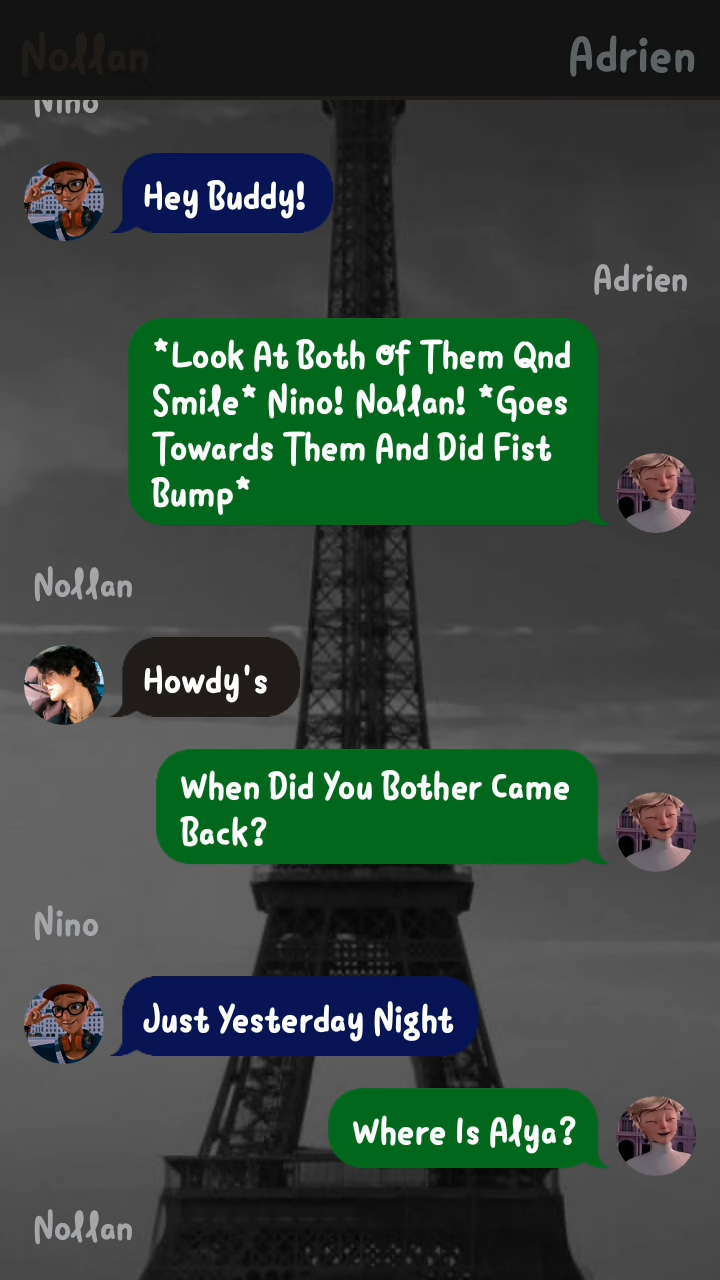 Nollan
Adrien
Nino
Hey Buddy!
Adrien
*Look At Both Of Them Qnd
Smile* Nino! Nollan! *Goes
Towards Them And Did Fist
Bump*
Nollan
Howdy's
When Did You Bother Came
Back?
Nino
Just Yesterday Night
Where Is Alya?
Nollan